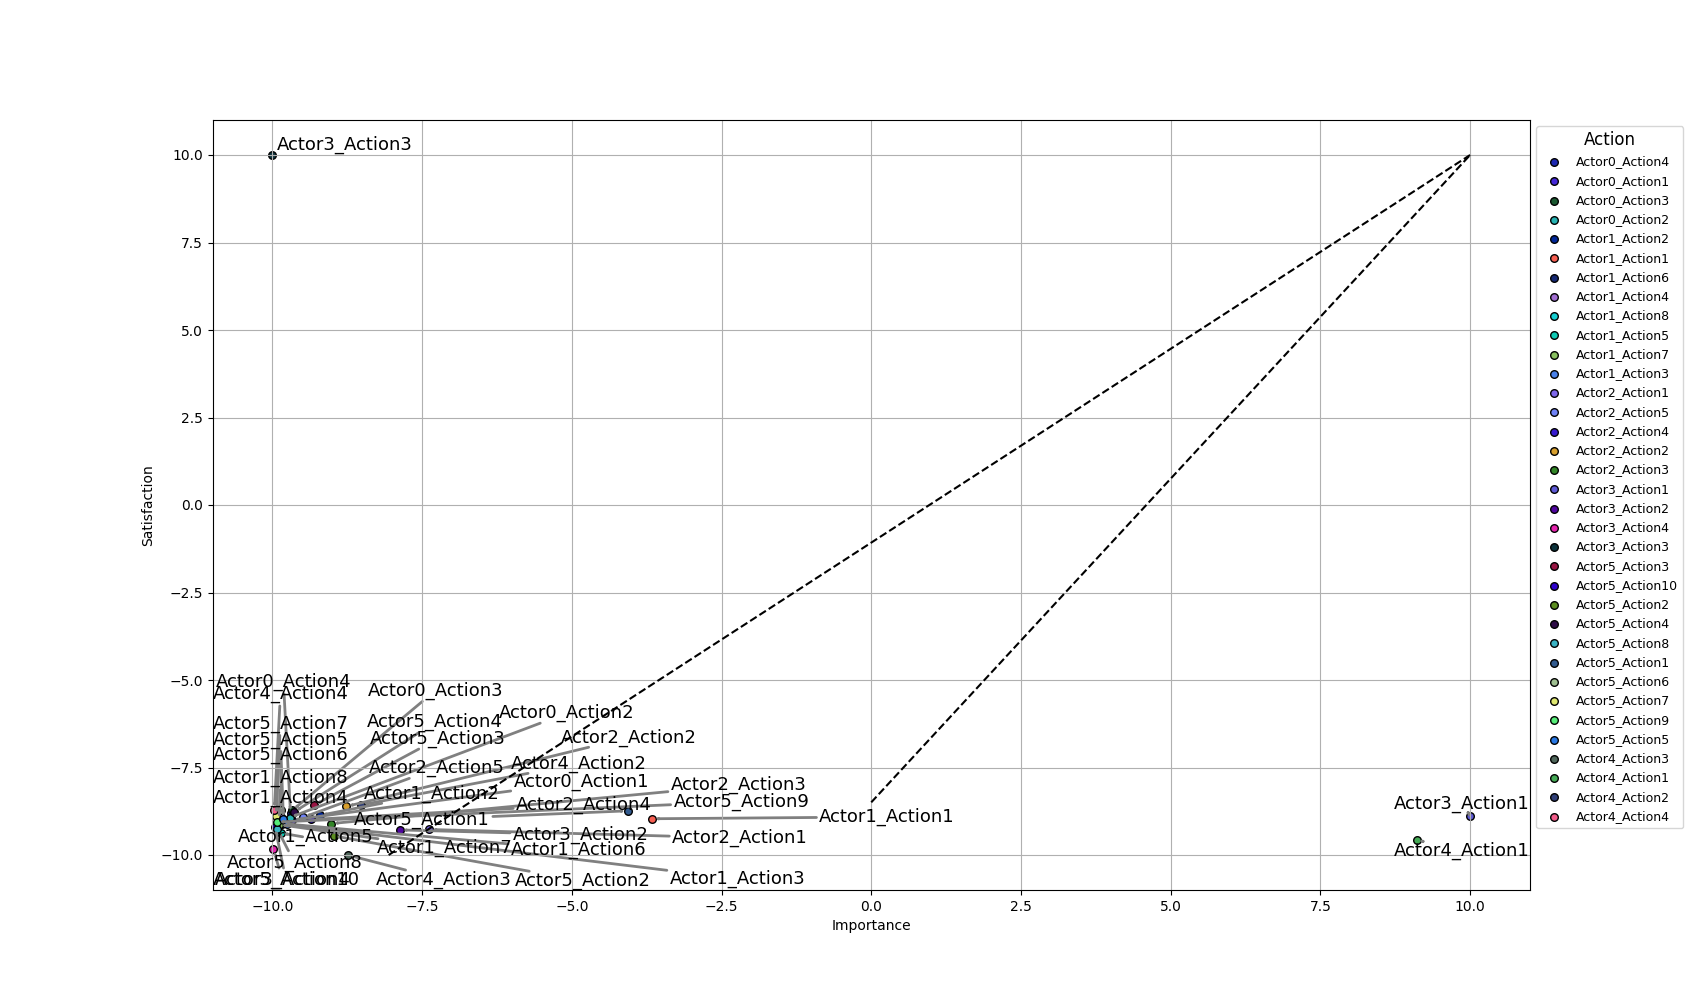 Actor3_Action3
10.0
7.5
5.0
2.5
0.0
−2.5
−5.0
−7.5
−10.0
Satisfaction
Actor0_Action4
Actor4_Action4
Actor0_Action3
Actor0_Action2
Actor5_Action7
Actor5_Action4
Actor5_Action5
Actor5_Action3
Actor2_Action2
Actor5_Action6
Actor2_Action5
Actor4_Action2
Actor1_Action8
Actor0_Action1
Actor2_Action3
Actor1_Action4
Actor1_Action2
Actor2_Action4
Actor5_Action9
Actor3_Action1
Actor5_Action1
Actor1_Action1
Actor1_Action5
Actor3_Action2
Actor2_Action1
Actor1_Action7
Actor1_Action6
Actor4_Action1
Actor5_Action8
Actor4_Action3
Actor5_Action2
Actor1_Action3
Actor5_Action10
Actor3_Action4
−10.0
−7.5
−5.0
−2.5
0.0
2.5
5.0
7.5
10.0
Importance
Action
Actor0_Action4
Actor0_Action1
Actor0_Action3
Actor0_Action2
Actor1_Action2
Actor1_Action1
Actor1_Action6
Actor1_Action4
Actor1_Action8
Actor1_Action5
Actor1_Action7
Actor1_Action3
Actor2_Action1
Actor2_Action5
Actor2_Action4
Actor2_Action2
Actor2_Action3
Actor3_Action1
Actor3_Action2
Actor3_Action4
Actor3_Action3
Actor5_Action3
Actor5_Action10
Actor5_Action2
Actor5_Action4
Actor5_Action8
Actor5_Action1
Actor5_Action6
Actor5_Action7
Actor5_Action9
Actor5_Action5
Actor4_Action3
Actor4_Action1
Actor4_Action2
Actor4_Action4